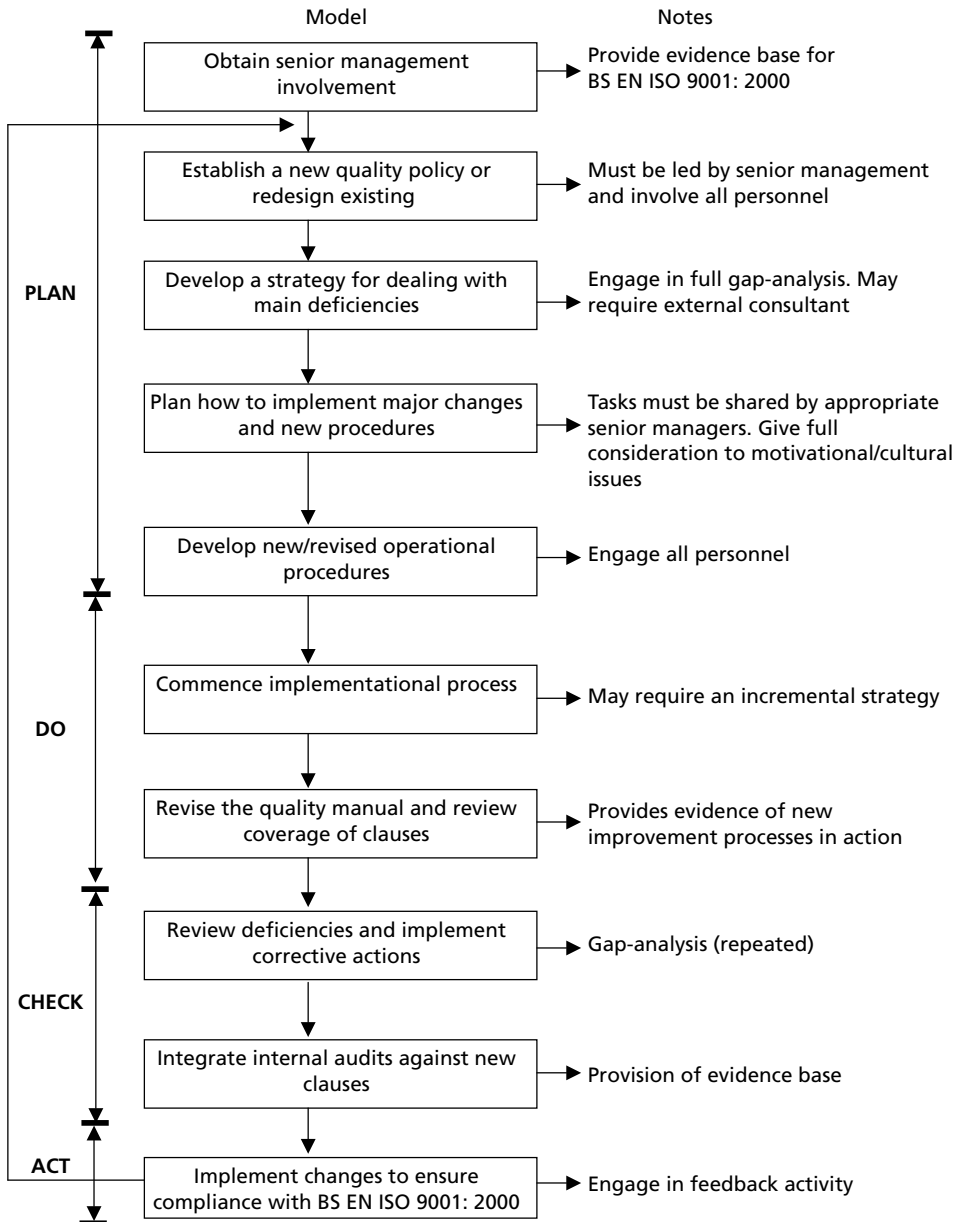 Model
Notes
Obtain senior management
involvement
Provide evidence base for
BS EN ISO 9001: 2000
Establish a new quality policy or
redesign existing
Must be led by senior management
and involve all personnel
PLAN
Develop a strategy for dealing with
main deficiencies
Engage in full gap-analysis. May
require external consultant
Plan how to implement major changes
and new procedures
Tasks must be shared by appropriate
senior managers. Give full
consideration to motivational/cultural
issues
Develop new/revised operational
procedures
Engage all personnel
DO
Commence implementational process
May require an incremental strategy
Revise the quality manual and review
coverage of clauses
Provides evidence of new
improvement processes in action
CHECK
Review deficiencies and implement
corrective actions
Gap-analysis (repeated)
Integrate internal audits against new
clauses
Provision of evidence base
ACT
Implement changes to ensure
compliance with BS EN ISO 9001: 2000
Engage in feedback activity